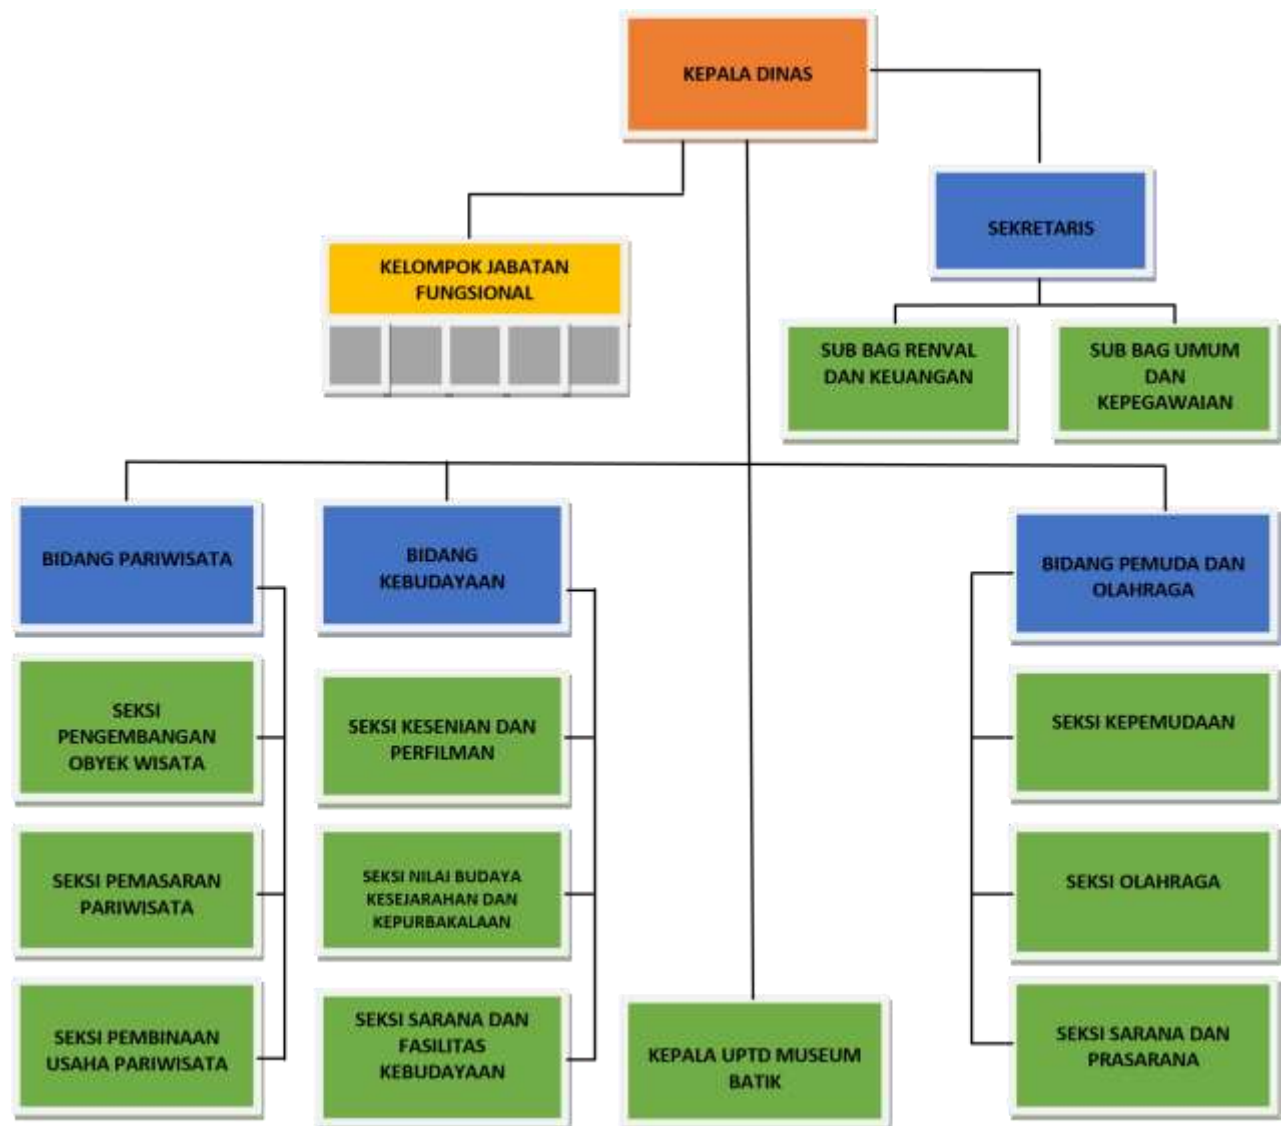 KEPALA DINAS
SEKRETARIS
KELOMPOK JABATAN
FUNGSIONAL
SUB BAG RENVAL
DAN KEUANGAN
SUB BAG UMUM
DAN
KEPEGAWAIAN
BIDANG PARIWISATA
BIDANG
KEBUDAYAAN
BIDANG PEMUDA DAN
OLAHRAGA
SEKSI
PENGEMBANGAN
OBYEK WISATA
SEKSI KESENIAN DAN
PERFILMAN
SEKSI KEPEMUDAAN
SEKSI PEMASARAN
PARIWISATA
SEKSI NILAI BUDAYA
KESEJARAHAN DAN
KEPURBAKALAAN
SEKSI OLAHRAGA
SEKSI PEMBINAAN
USAHA PARIWISATA
SEKSI SARANA DAN
FASILITAS
KEBUDAYAAN
KEPALA UPTD MUSEUM
BATIK
SEKSI SARANA DAN
PRASARANA